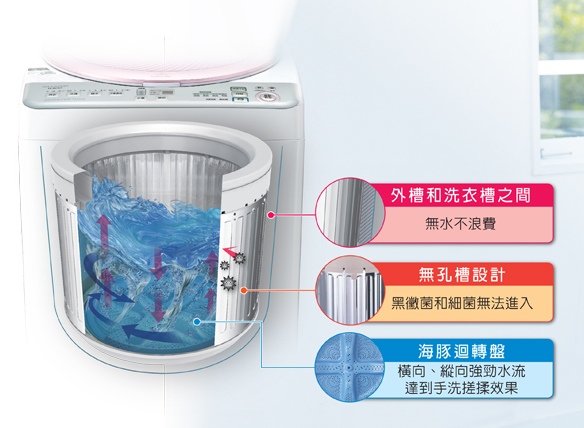 外槽和洗衣槽之間
無水不浪費
無孔槽設計
黑黴菌和細菌無法進入
海豚迴轉盤
橫向、縱向強勁水流
達到手洗搓揉效果